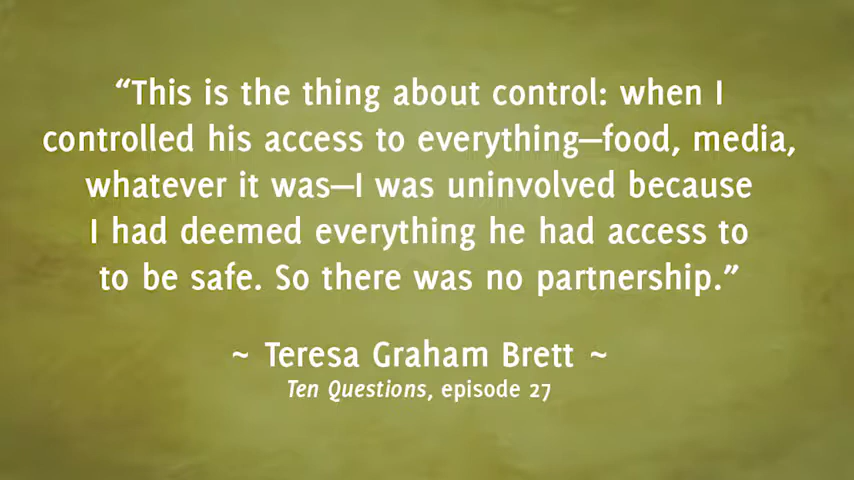 “This is the thing about control: when I
controlled his access to everything—food, media,
whatever it was—I was uninvolved because
I had deemed everything he had access to
to be safe. So there was no partnership.”
~ Teresa Graham Brett ~
Ten Questions, episode 27